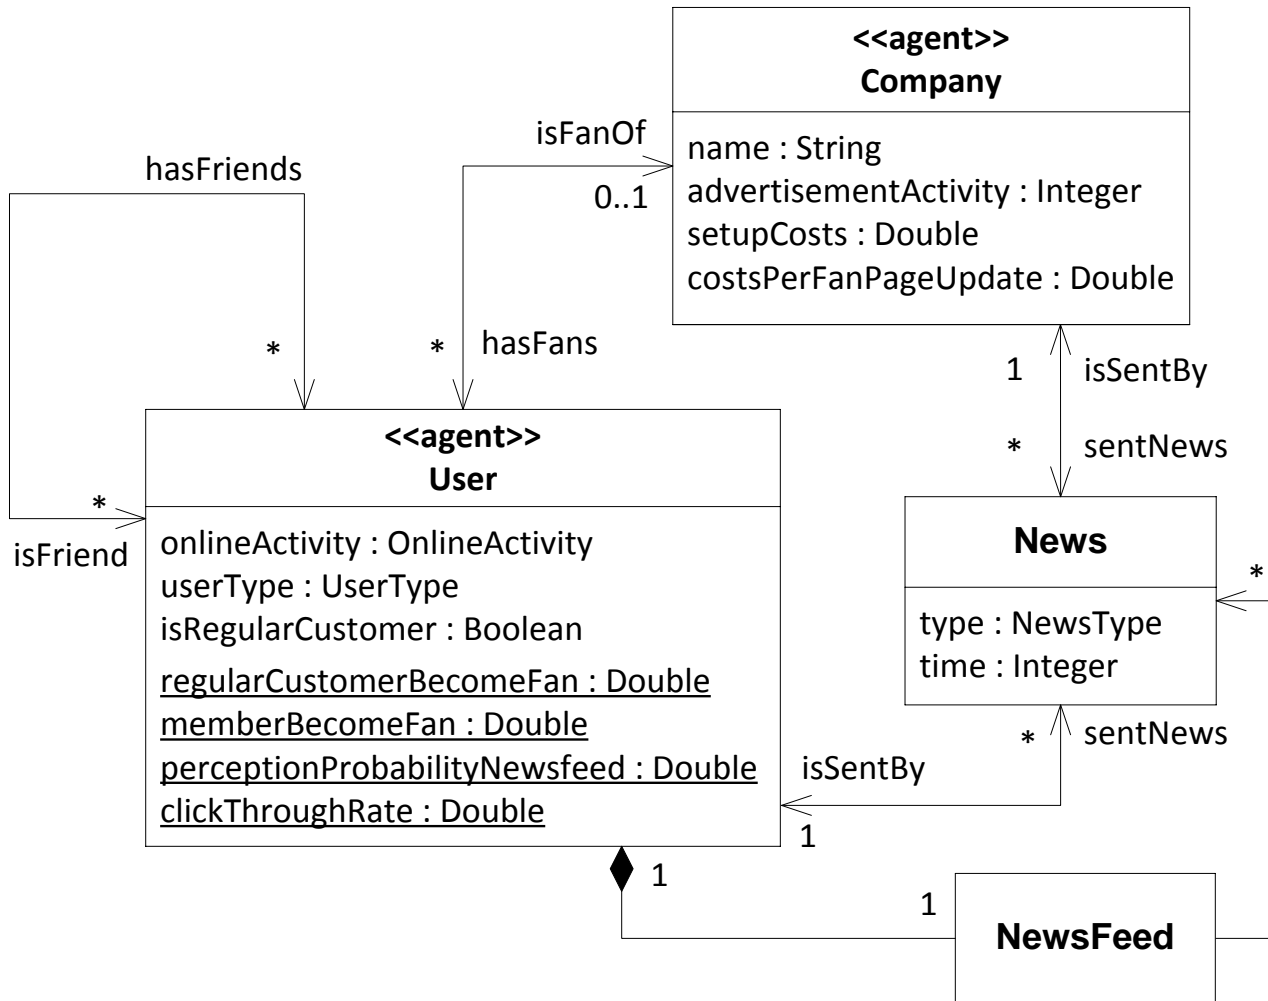 <<agent>>
Company
name : String
advertisementActivity : Integer
setupCosts : Double
costsPerFanPageUpdate : Double
isFanOf
0..1
hasFriends
*
*
hasFans
1
isSentBy
*
sentNews
<<agent>>
User
onlineActivity : OnlineActivity
userType : UserType
isRegularCustomer : Boolean
regularCustomerBecomeFan : Double
memberBecomeFan : Double
perceptionProbabilityNewsfeed : Double
clickThroughRate : Double
*
isFriend
News
type : NewsType
time : Integer
*
*
sentNews
isSentBy
1
1
1
NewsFeed